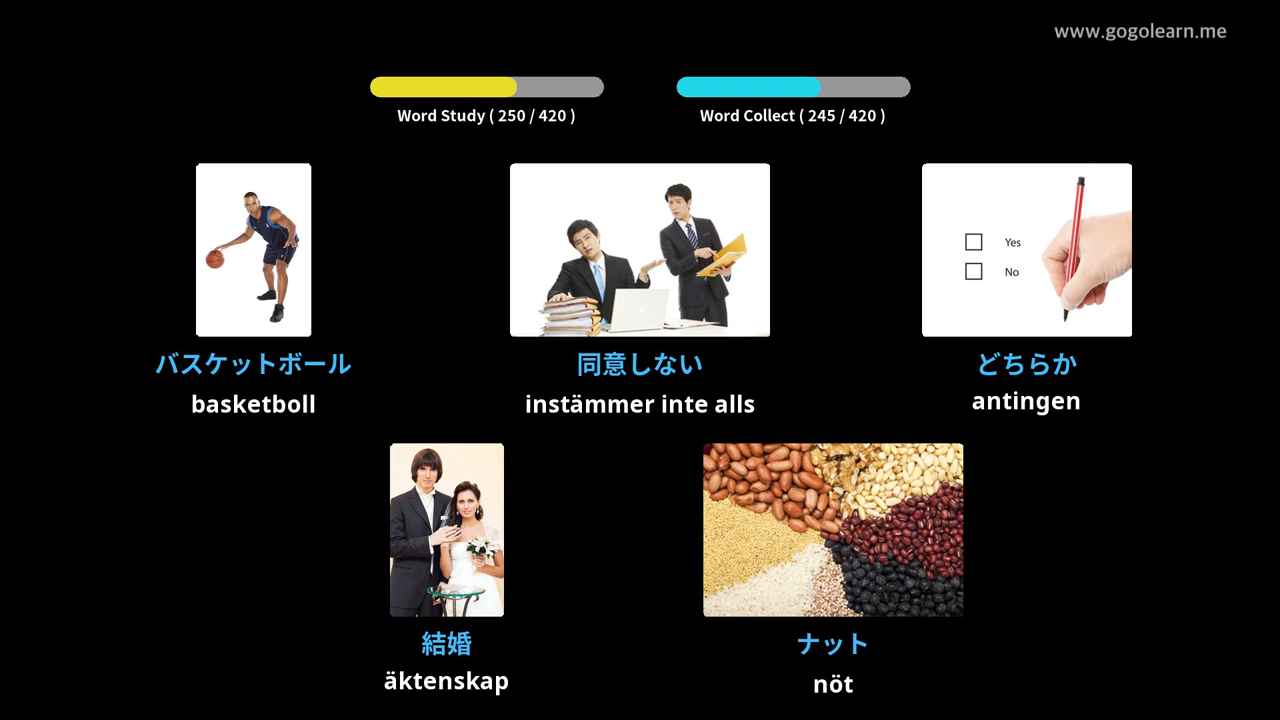 www.gogolearn.me
Word Study ( 250 / 420 )
Word Collect ( 245 / 420 )
Yes
No
バスケットボール
同意しない
どちらか
basketboll
instämmer inte alls
antingen
結婚
ナット
äktenskap
nöt